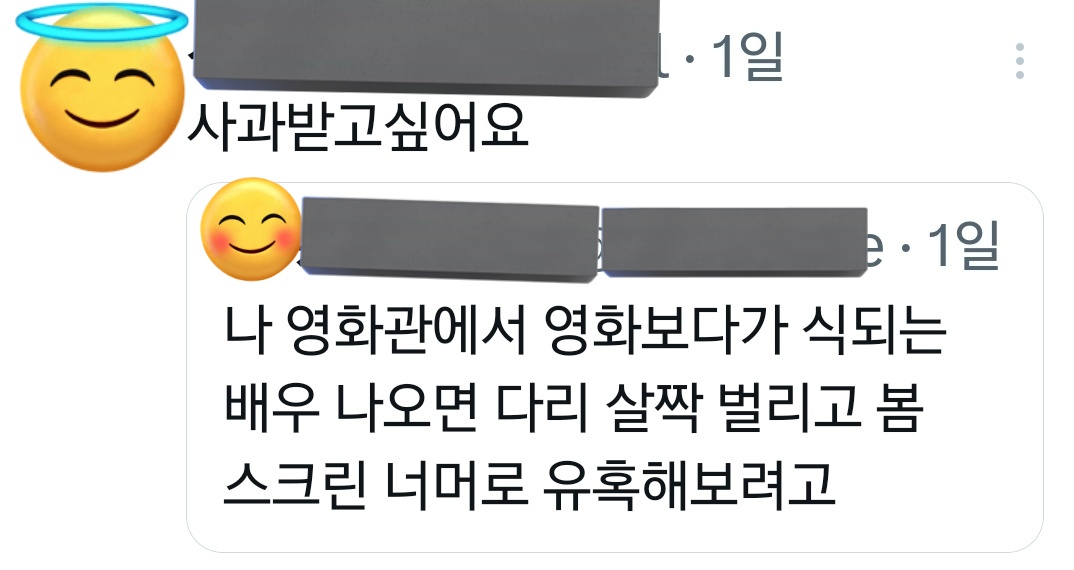 · 1일
사과받고싶어요
e · 1일
나 영화관에서 영화보다가 식되는
배우 나오면 다리 살짝 벌리고 봄
스크린 너머로 유혹해보려고